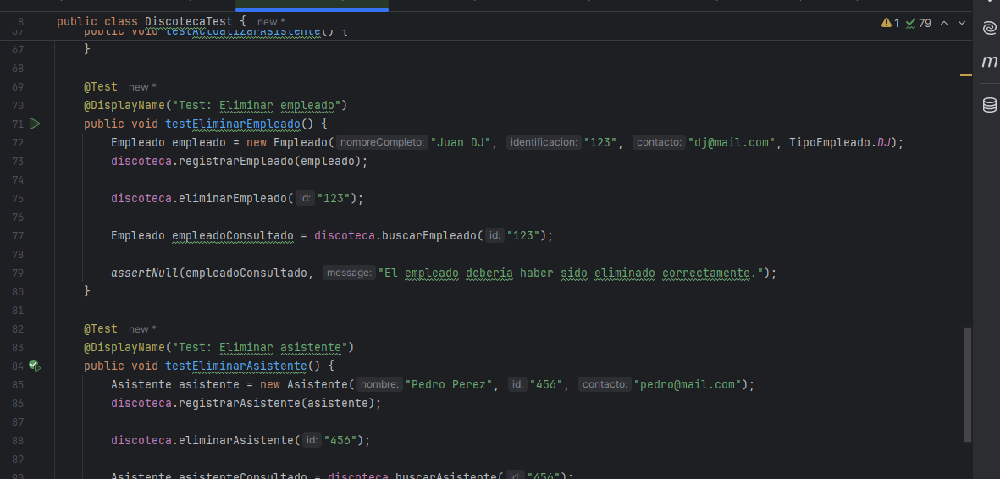 8 public class DiscotecaTest { new *
1 79
57 public void testActualizarAsistente() {
67 }
68
69 @Test new *
70 @DisplayName("Test: Eliminar empleado")
71 public void testEliminarEmpleado() {
72 Empleado empleado = new Empleado( nombreCompleto: "Juan DJ", identificacion: "123", contacto: "dj@mail.com", TipoEmpleado.DJ);
73 discoteca.registrarEmpleado(empleado);
74
75 discoteca.eliminarEmpleado( id: "123");
76
77 Empleado empleadoConsultado = discoteca.buscarEmpleado( id: "123");
78
79 assertNull(empleadoConsultado, message: "El empleado debería haber sido eliminado correctamente.");
80 }
81
82 @Test new *
83 @DisplayName("Test: Eliminar asistente")
84 public void testEliminarAsistente() {
85 Asistente asistente = new Asistente( nombre: "Pedro Perez", id: "456", contacto: "pedro@mail.com");
86 discoteca.registrarAsistente(asistente);
87
88 discoteca.eliminarAsistente( id: "456");
89
90 Asistente asistenteConsultado = discoteca.buscarAsistente( id: "456");
m